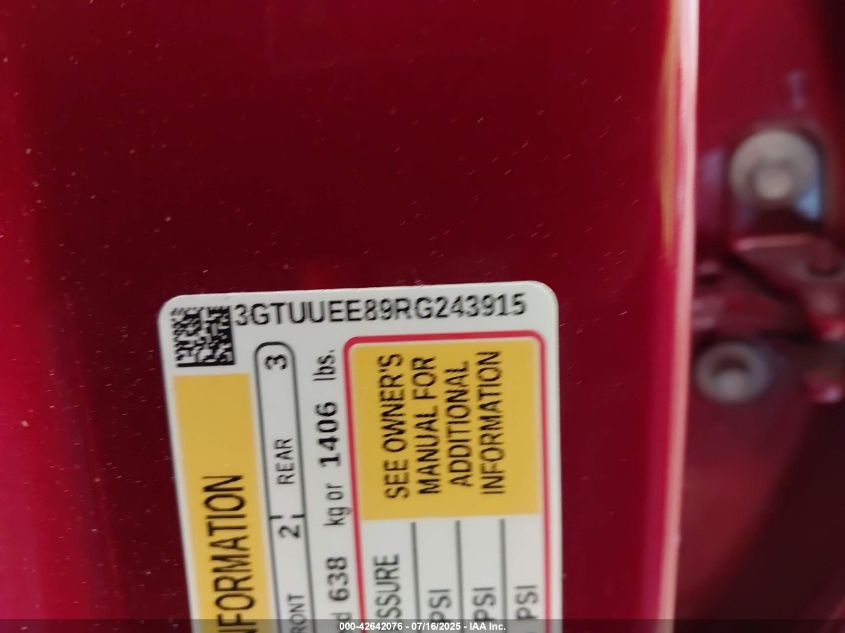 3GTUUEE89RG243915
NFORMATION
RONT 2 REAR 3
d 638 kg or 1406 lbs.
SEE OWNER'S
MANUAL FOR
ADDITIONAL
INFORMATION
SSURE
PSI
PSI
PSI
000-42642076 - 07/16/2025 - IAA Inc.